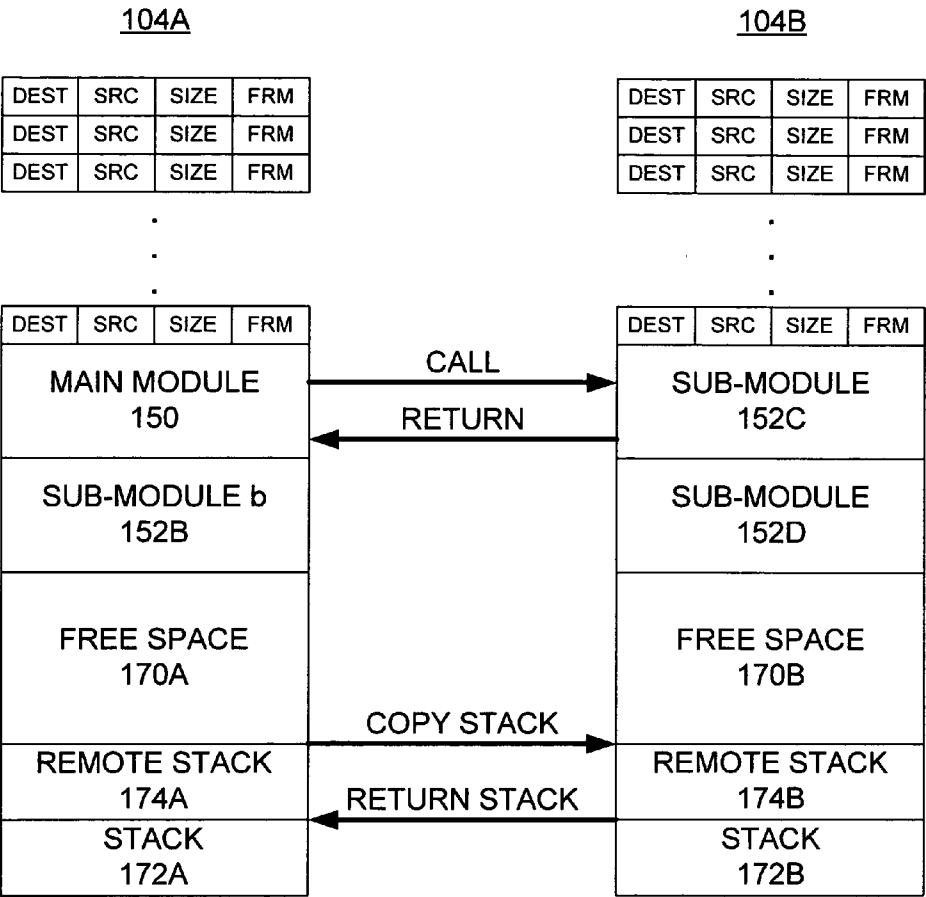 104A 104B
DEST SRC SIZE FRM DEST SRC SIZE FRM
DEST SRC SIZE FRM DEST SRC SIZE FRM
DEST SRC SIZE FRM DEST SRC SIZE FRM
DEST SRC SIZE FRM DEST SRC SIZE FRM
MAIN MODULE
150
CALL
RETURN
SUB-MODULE
152C
SUB-MODULE b
152B
SUB-MODULE
152D
FREE SPACE
170A
FREE SPACE
170B
COPY STACK
REMOTE STACK
174A
RETURN STACK
REMOTE STACK
174B
STACK
172A
STACK
172B